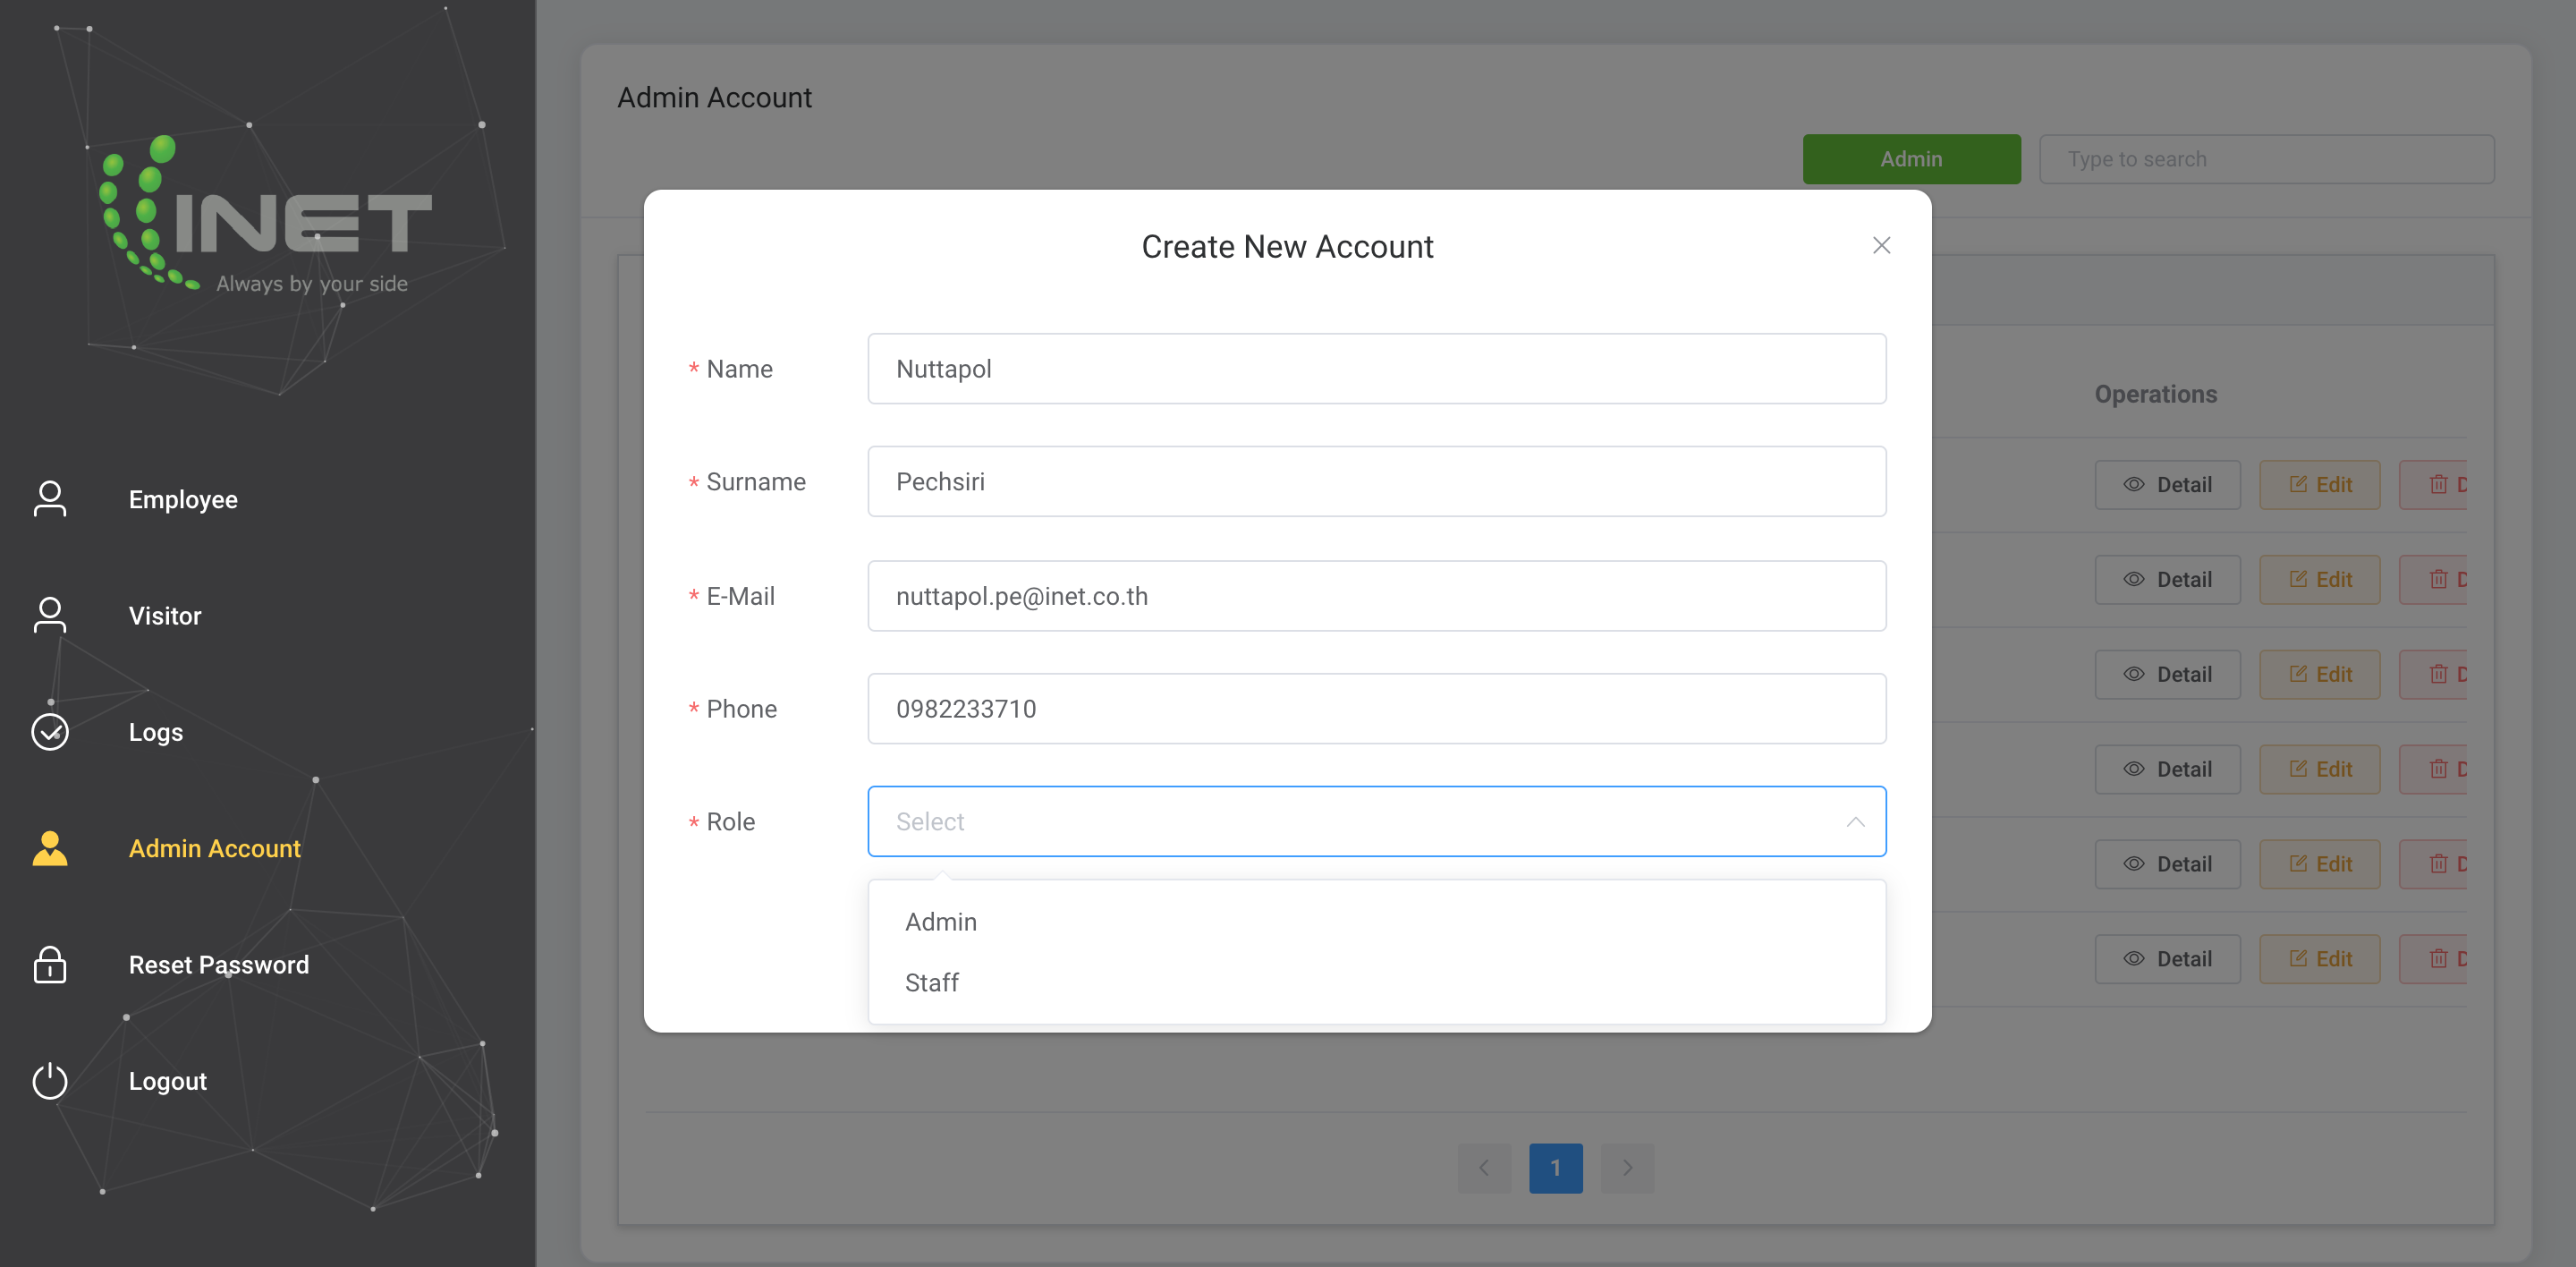 INET
Always by your side
Employee
Visitor
Logs
Admin Account
Reset Password
Logout
Admin Account
Admin
Type to search
Create New Account
* Name
Nuttapol
* Surname
Pechsiri
* E-Mail
nuttapol.pe@inet.co.th
* Phone
0982233710
* Role
Select
Admin
Staff
Operations
Detail Edit
Detail Edit
Detail Edit
Detail Edit
Detail Edit
Detail Edit
1